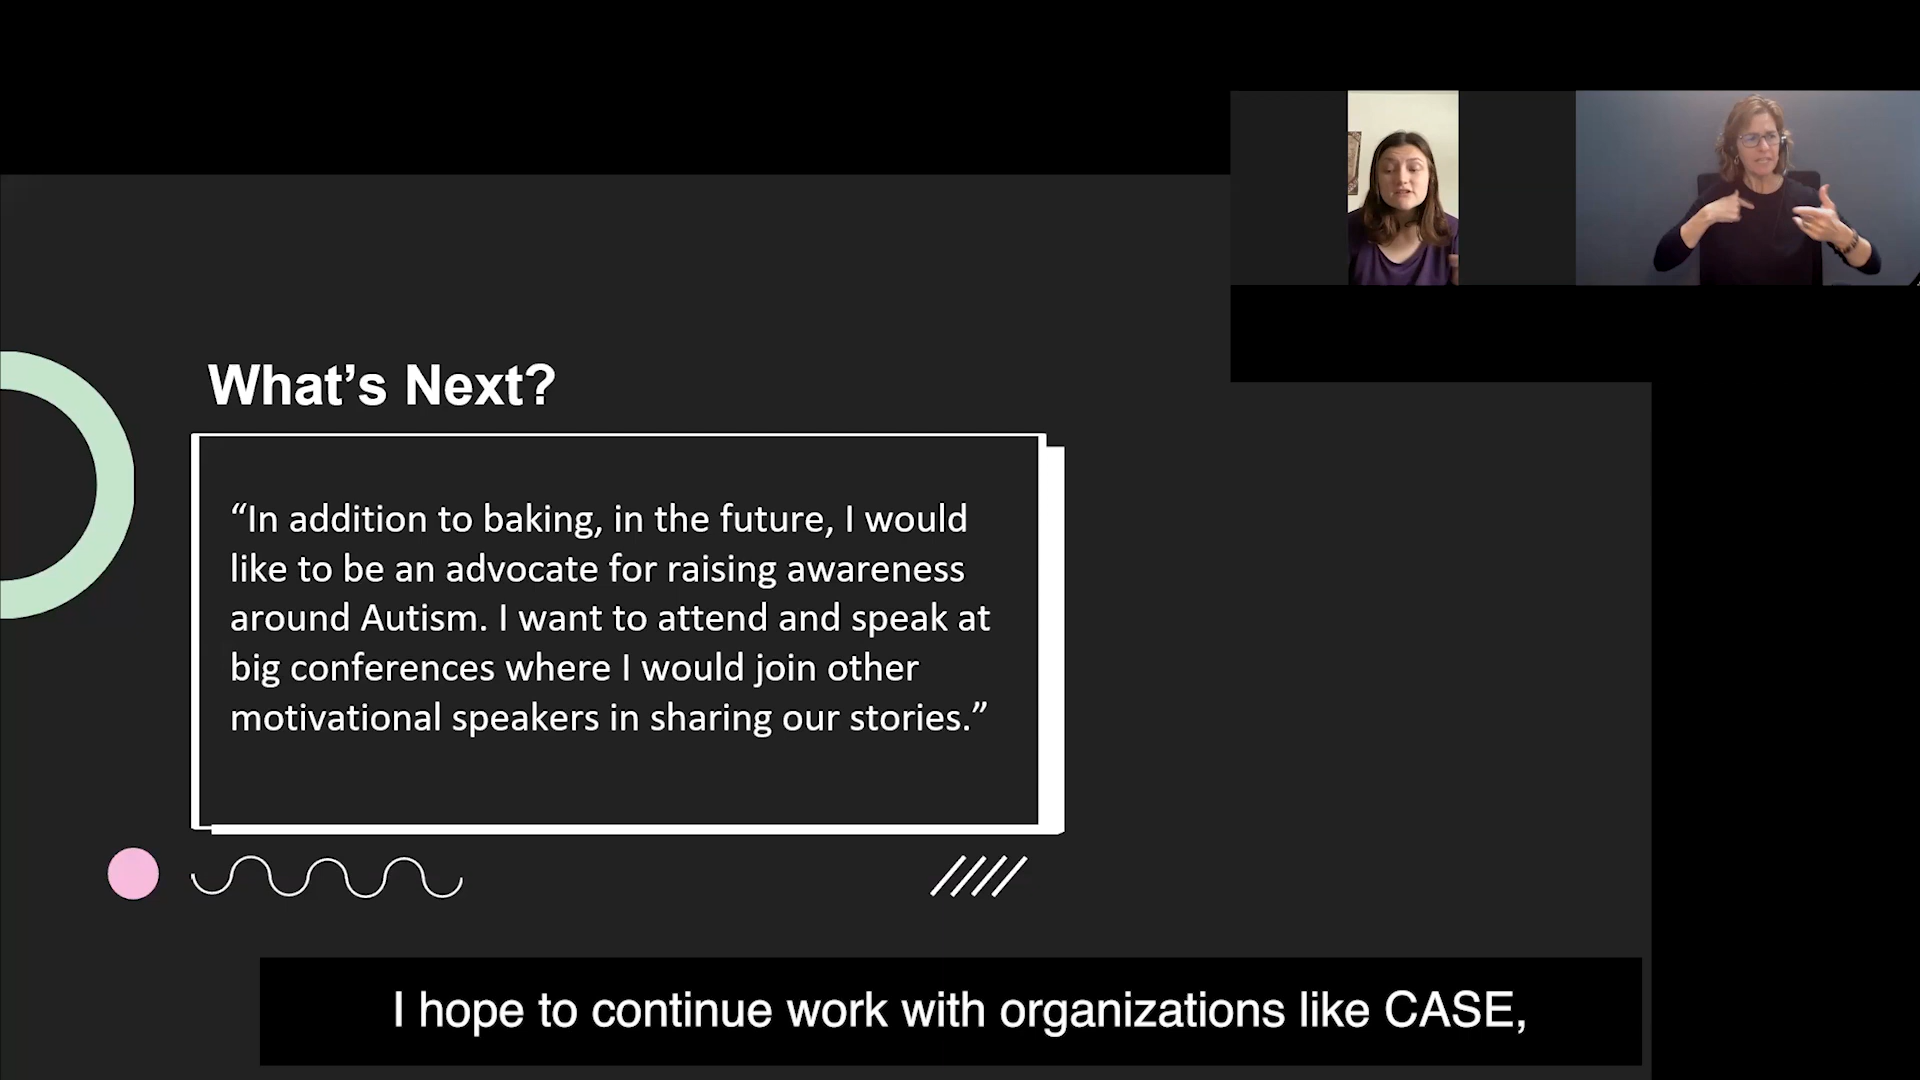 What’s Next?
“In addition to baking, in the future, I would
like to be an advocate for raising awareness
around Autism. I want to attend and speak at
big conferences where I would join other
motivational speakers in sharing our stories.”
I hope to continue work with organizations like CASE,